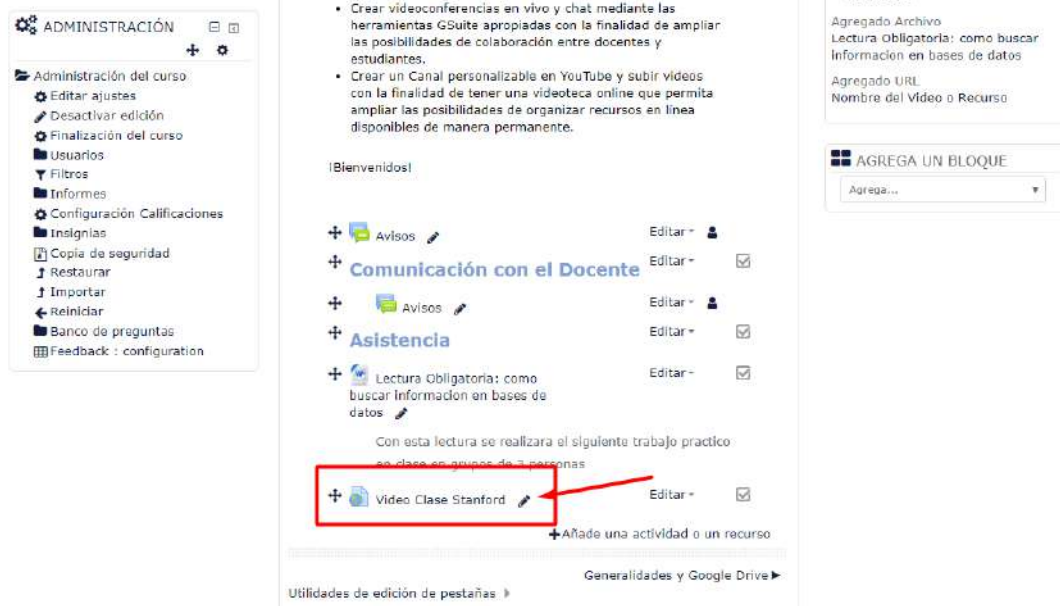 ADMINISTRACIÓN
Administración del curso
Editar ajustes
Desactivar edición
Finalización del curso
Usuarios
Filtros
Informes
Configuración Calificaciones
Insignias
Copia de seguridad
Restaurar
Importar
Reiniciar
Banco de preguntas
Feedback : configuration
• Crear videoconferencias en vivo y chat mediante las
herramientas GSuite apropiadas con la finalidad de ampliar
las posibilidades de colaboración entre docentes y
estudiantes.
• Crear un Canal personalizable en YouTube y subir videos
con la finalidad de tener una videoteca online que permita
ampliar las posibilidades de organizar recursos en línea
disponibles de manera permanente.
¡Bienvenidos!
Avisos Editar
Comunicación con el Docente Editar
Avisos Editar
Asistencia Editar
Lectura Obligatoria: como Editar
buscar informacion en bases de
datos
Con esta lectura se realizara el siguiente trabajo practico
en clase en grupos de 3 personas
Video Clase Stanford Editar
Añade una actividad o un recurso
Generalidades y Google Drive
Utilidades de edición de pestañas
Agregado Archivo
Lectura Obligatoria: como buscar
informacion en bases de datos
Agregado URL
Nombre del Video o Recurso
AGREGA UN BLOQUE
Agrega...